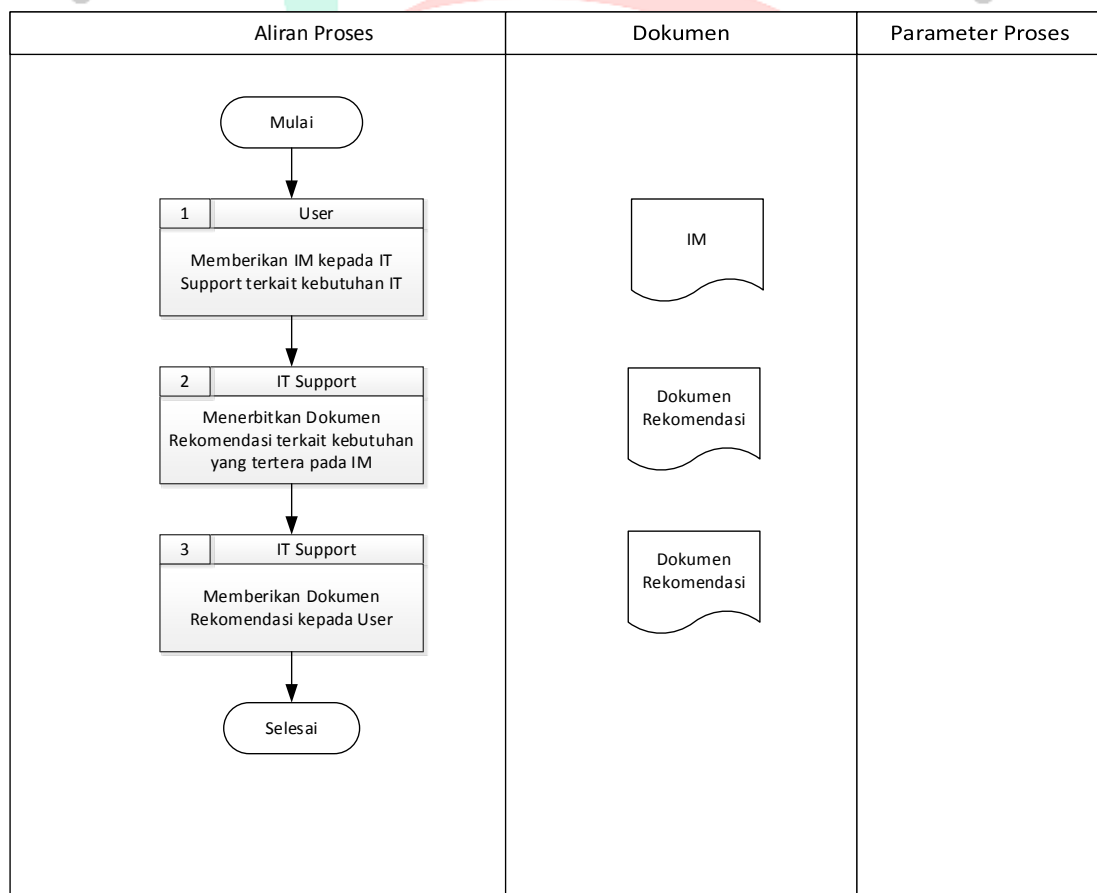 Aliran Proses
Dokumen
Parameter Proses
Mulai
1
User
Memberikan IM kepada IT
Support terkait kebutuhan IT
IM
2
IT Support
Menerbitkan Dokumen
Rekomendasi terkait kebutuhan
yang tertera pada IM
Dokumen
Rekomendasi
3
IT Support
Memberikan Dokumen
Rekomendasi kepada User
Dokumen
Rekomendasi
Selesai